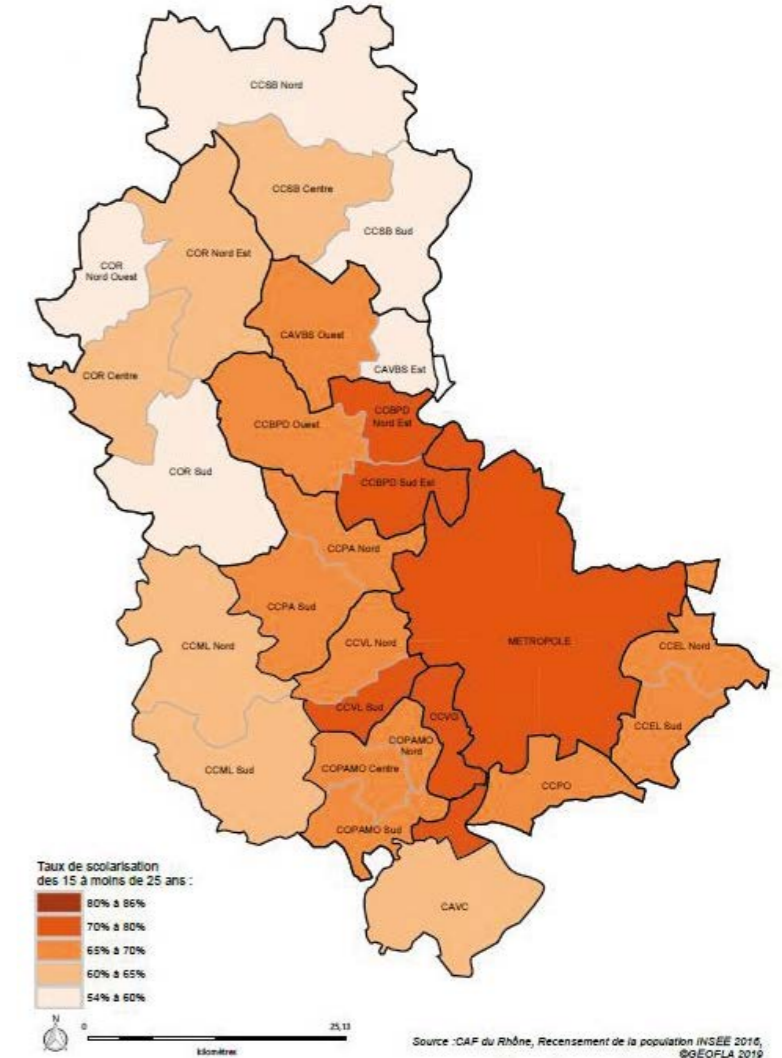 CCSB Nord
CCSB Centre
CCSB Sud
COR Nord Est
COR
Nord Ouest
CAVBS Ouest
CAVBS Est
COR Centre
CCBPD
Nord Est
CCBPD Ouest
COR Sud
CCBPD Sud Est
CCPA Nord
CCPA Sud
CCML Nord
CCVL Nord
METROPOLE
CCEL Nord
CCVL Sud
CCVG
CCEL Sud
COPAMO
Nord
CCML Sud
COPAMO Centre
CCPO
COPAMO Sud
CAVC
Taux de scolarisation
des 15 à moins de 25 ans :
80% à 86%
70% à 80%
65% à 70%
60% à 65%
54% à 60%
N
0
25,13
kilomètres
Source :CAF du Rhône, Recensement de la population INSEE 2016,
©GEOFLA 2018